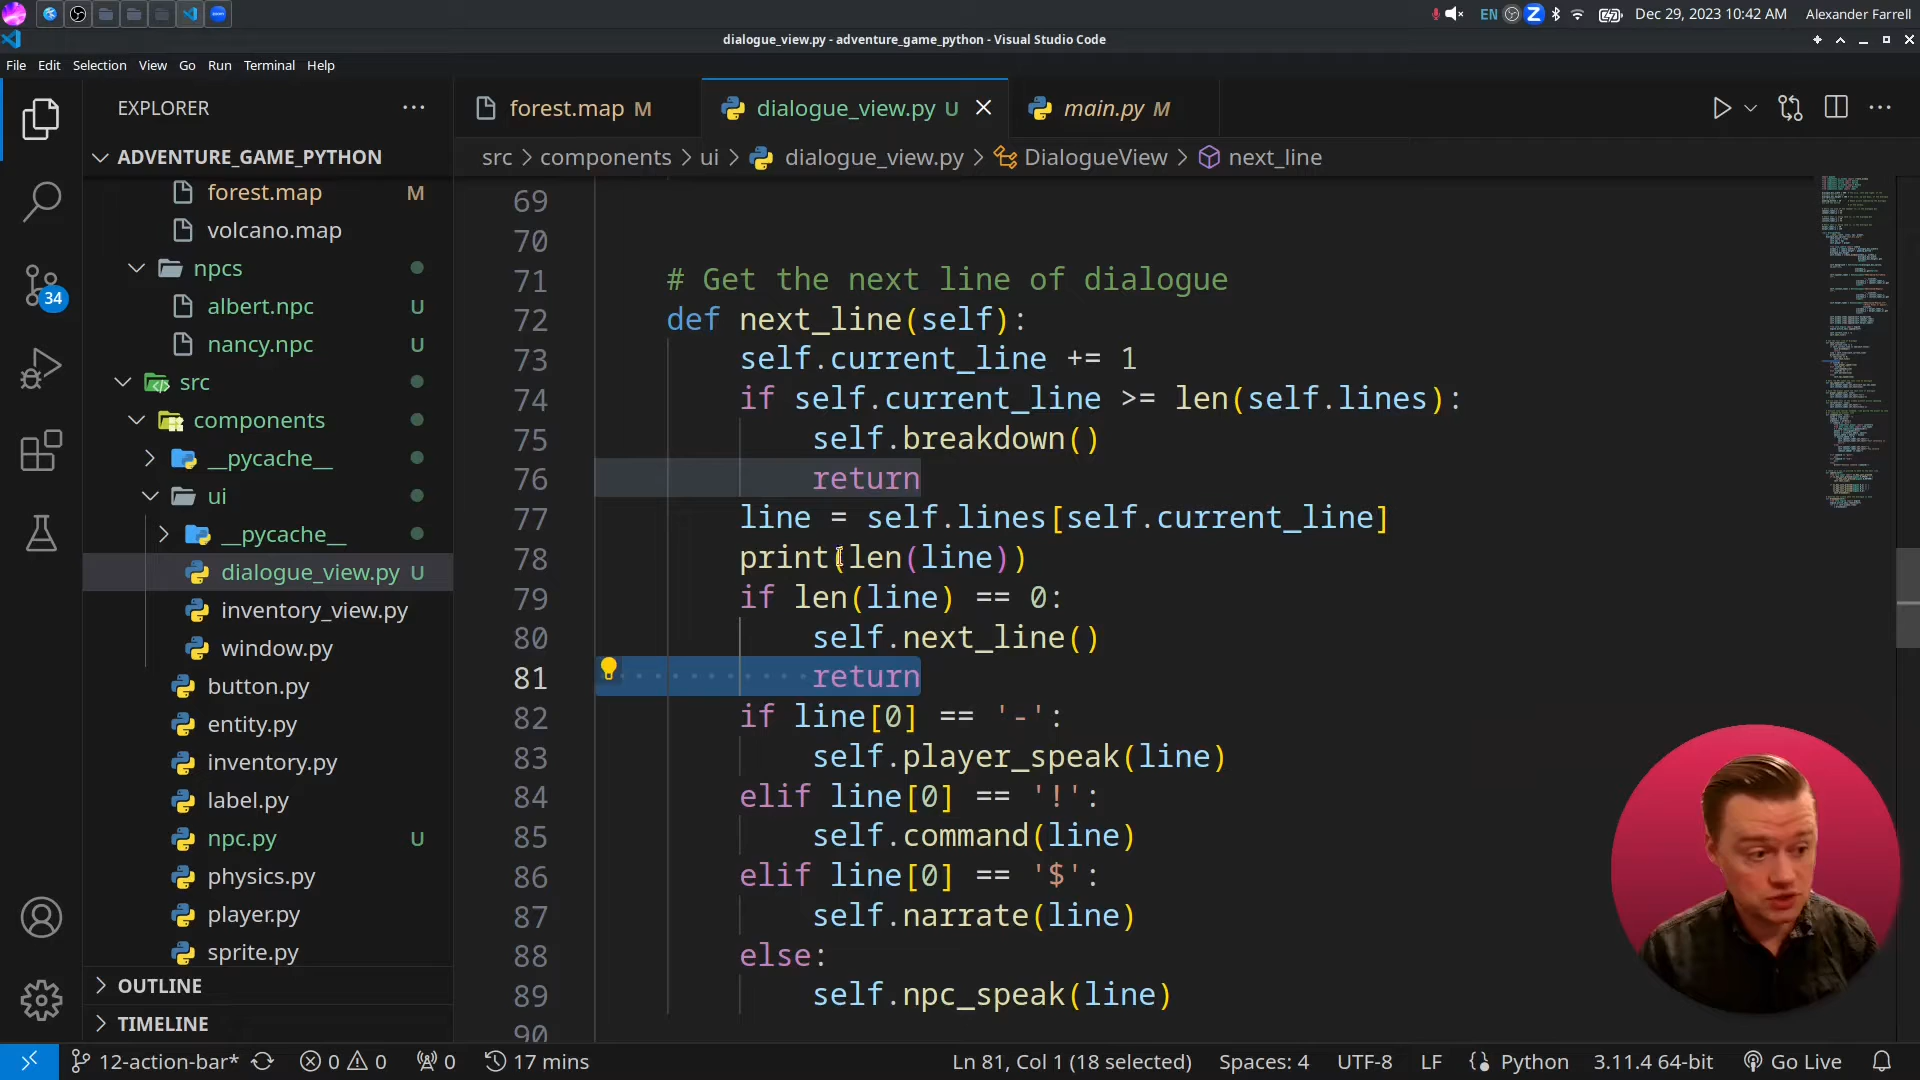 EN
Z
Dec 29, 2023 10:42 AM
Alexander Farrell
dialogue_view.py - adventure_game_python - Visual Studio Code
File Edit Selection View Go Run Terminal Help
EXPLORER
ADVENTURE_GAME_PYTHON
forest.map M
volcano.map
npcs
albert.npc U
nancy.npc U
src
components
__pycache__
ui
__pycache__
dialogue_view.py U
inventory_view.py
window.py
button.py
entity.py
inventory.py
label.py
npc.py U
physics.py
player.py
sprite.py
OUTLINE
TIMELINE
34
forest.map M
dialogue_view.py U
main.py M
src > components > ui > dialogue_view.py > DialogueView > next_line
69
70
71 # Get the next line of dialogue
72 def next_line(self):
73 self.current_line += 1
74 if self.current_line >= len(self.lines):
75 self.breakdown()
76 return
77 line = self.lines[self.current_line]
78 print(len(line))
79 if len(line) == 0:
80 self.next_line()
81 return
82 if line[0] == '-':
83 self.player_speak(line)
84 elif line[0] == '!':
85 self.command(line)
86 elif line[0] == '$':
87 self.narrate(line)
88 else:
89 self.npc_speak(line)
90
12-action-bar* 0 0 0 17 mins
Ln 81, Col 1 (18 selected) Spaces: 4 UTF-8 LF Python 3.11.4 64-bit Go Live